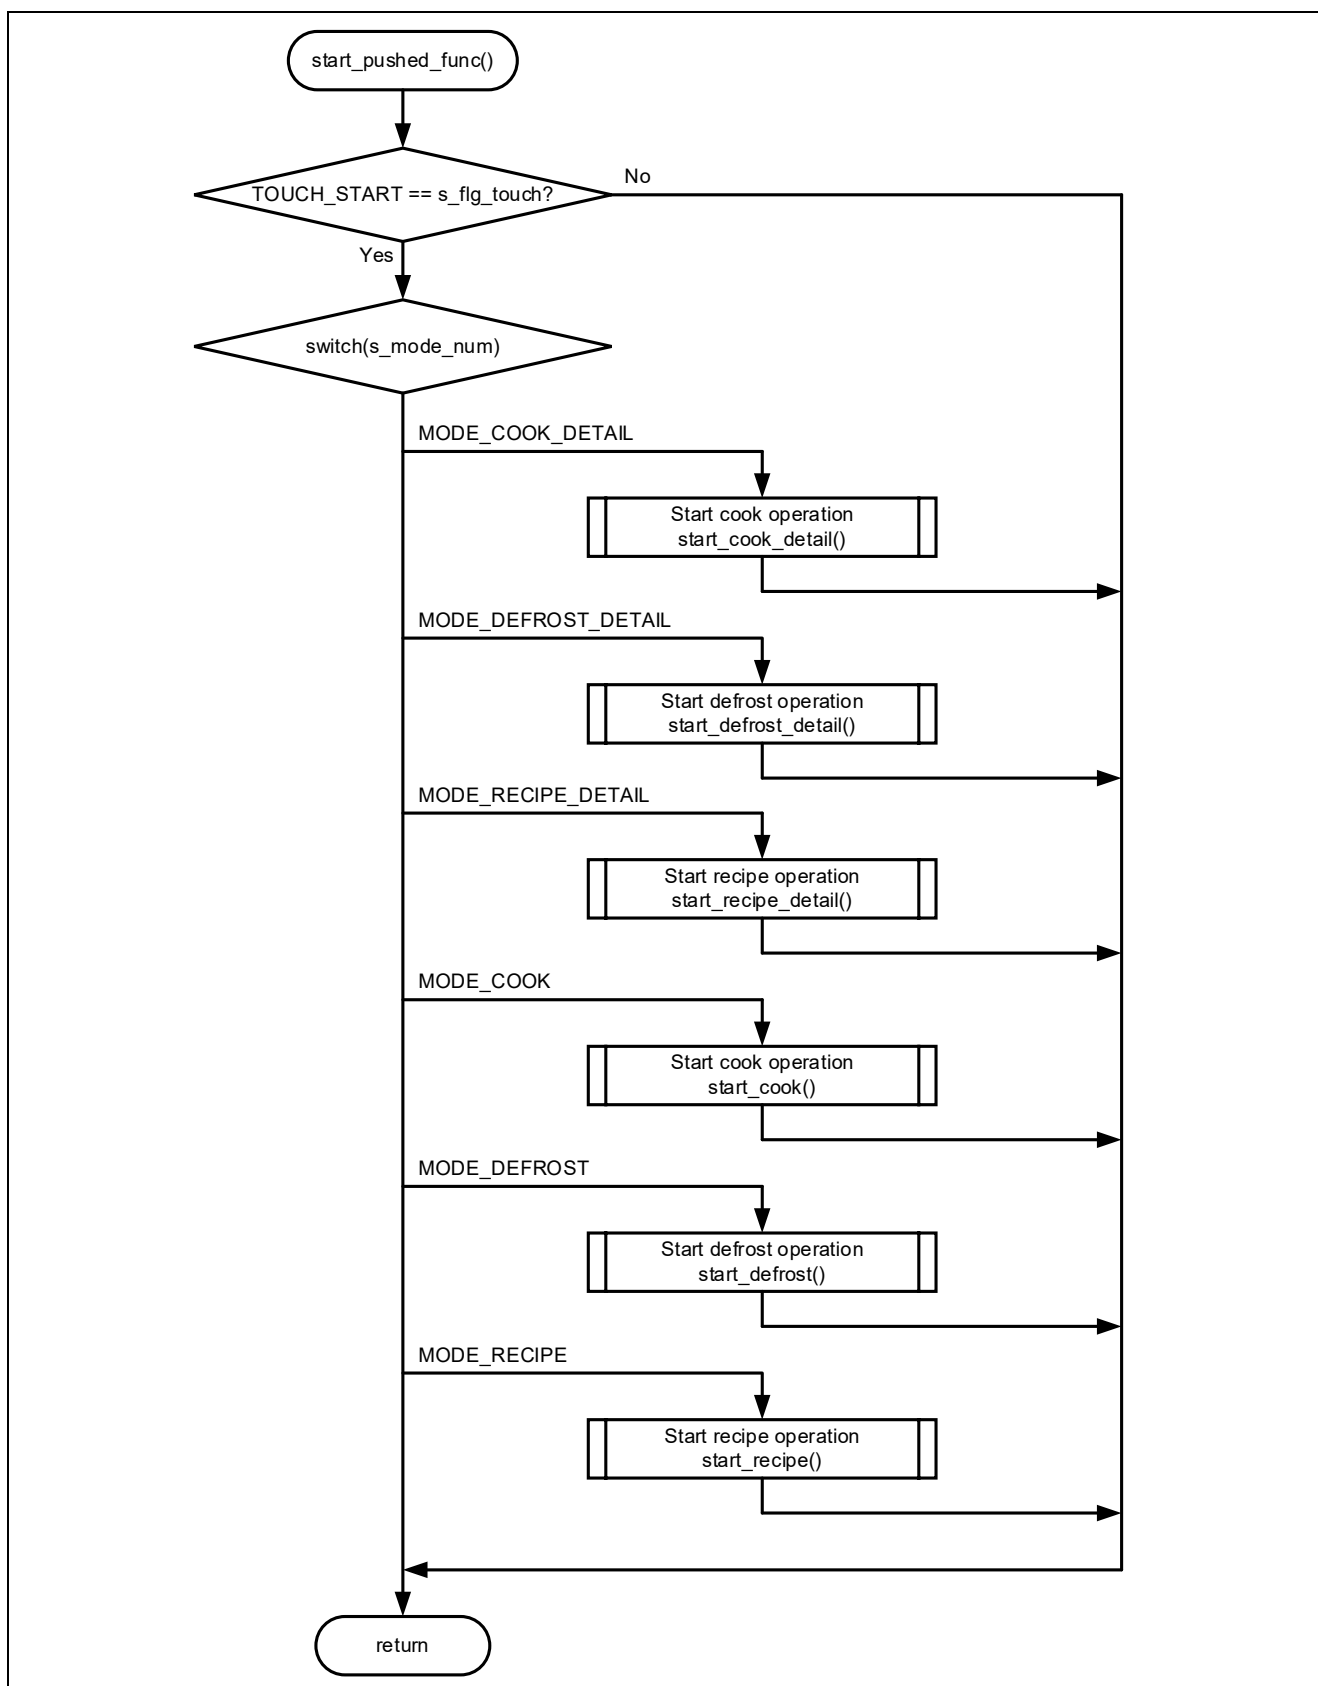 start_pushed_func()
TOUCH_START == s_flg_touch?
No
Yes
switch(s_mode_num)
MODE_COOK_DETAIL
Start cook operation
start_cook_detail()
MODE_DEFROST_DETAIL
Start defrost operation
start_defrost_detail()
MODE_RECIPE_DETAIL
Start recipe operation
start_recipe_detail()
MODE_COOK
Start cook operation
start_cook()
MODE_DEFROST
Start defrost operation
start_defrost()
MODE_RECIPE
Start recipe operation
start_recipe()
return